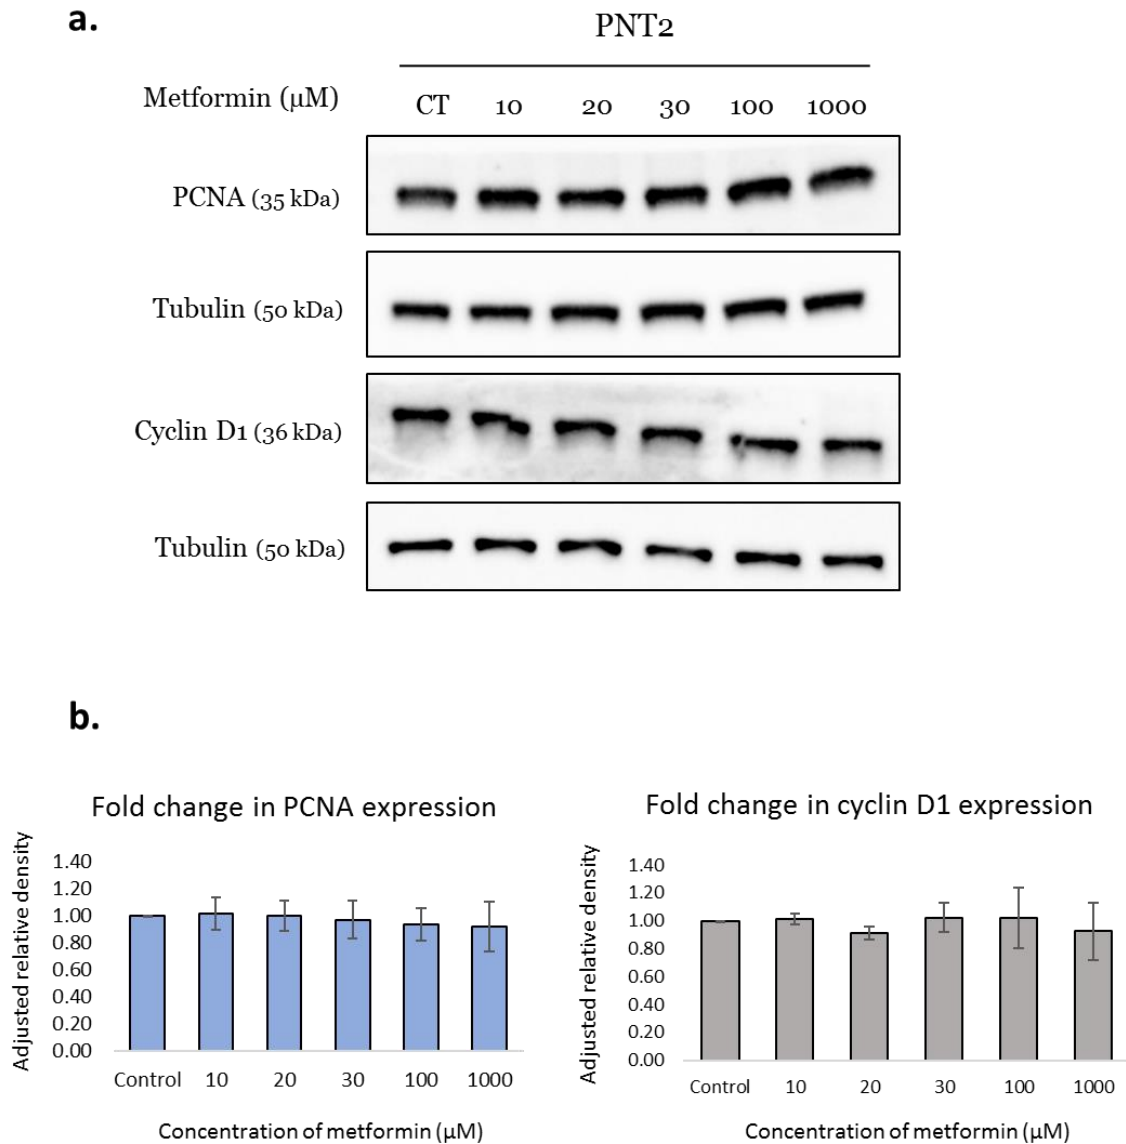 a.
PNT2
Metformin (µM) CT 10 20 30 100 1000
PCNA (35 kDa)
Tubulin (50 kDa)
Cyclin D1 (36 kDa)
Tubulin (50 kDa)
b.
Fold change in PCNA expression
Adjusted relative density
1.40
1.20
1.00
0.80
0.60
0.40
0.20
0.00
Control 10 20 30 100 1000
Concentration of metformin (µM)
Fold change in cyclin D1 expression
Adjusted relative density
1.40
1.20
1.00
0.80
0.60
0.40
0.20
0.00
Control 10 20 30 100 1000
Concentration of metformin (µM)